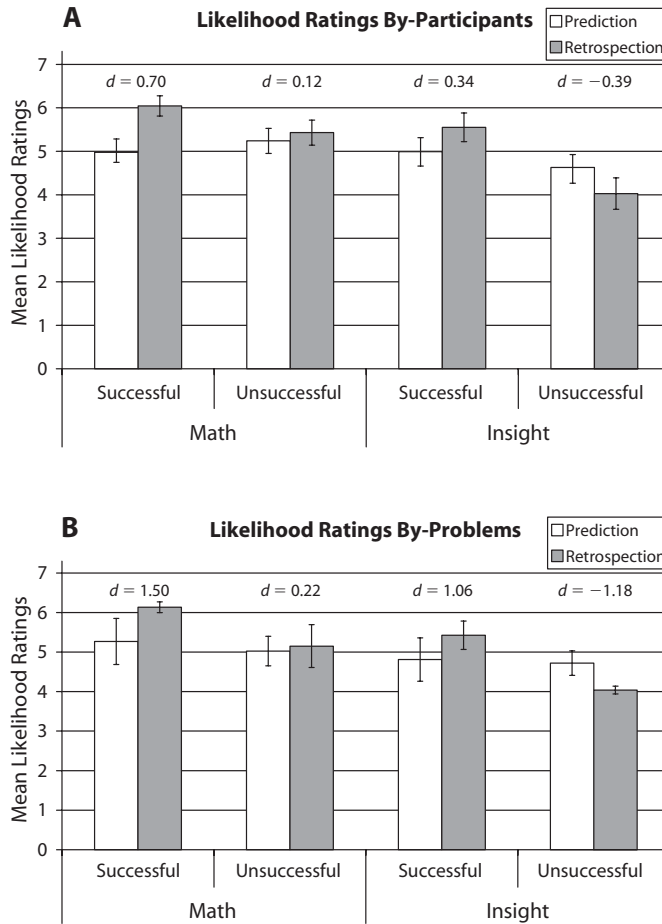 A
Likelihood Ratings By-Participants
Prediction
Retrospection
Mean Likelihood Ratings
7
6
5
4
3
2
1
0
d = 0.70
d = 0.12
d = 0.34
d = −0.39
Successful
Unsuccessful
Successful
Unsuccessful
Math
Insight
B
Likelihood Ratings By-Problems
Prediction
Retrospection
Mean Likelihood Ratings
7
6
5
4
3
2
1
0
d = 1.50
d = 0.22
d = 1.06
d = −1.18
Successful
Unsuccessful
Successful
Unsuccessful
Math
Insight